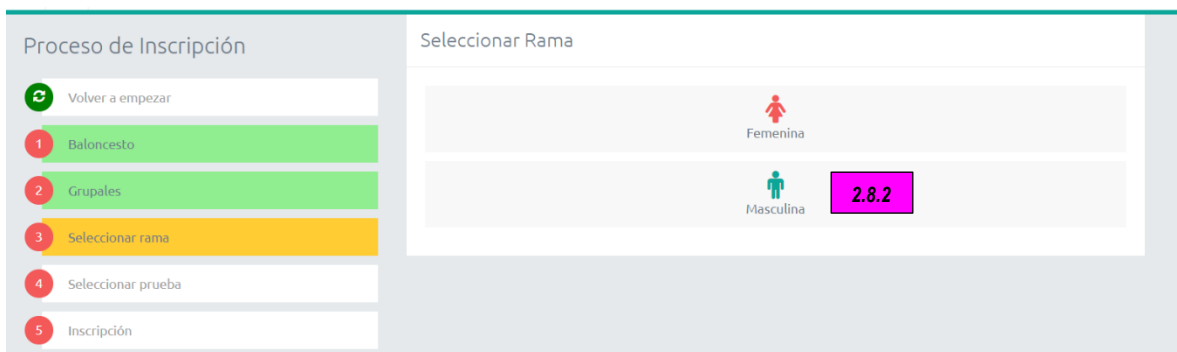 Proceso de Inscripción
Volver a empezar
1 Baloncesto
2 Grupales
3 Seleccionar rama
4 Seleccionar prueba
5 Inscripción
Seleccionar Rama
Femenina
Masculina
2.8.2